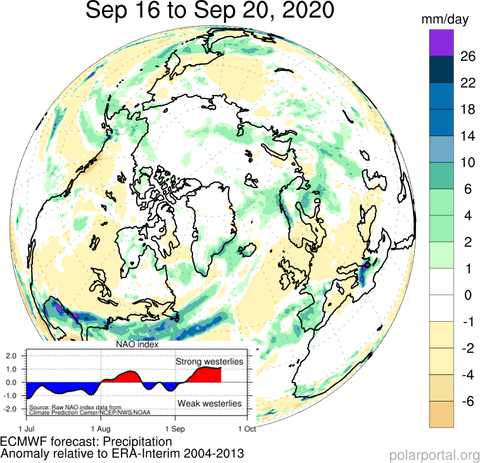 Sep 16 to Sep 20, 2020
mm/day
26
22
18
14
10
6
4
2
1
0
-1
-2
-4
-6
NAO index
2.0
1.0
0.0
-1.0
-2.0
Strong westerlies
Weak westerlies
Source: Raw NAO index data from
Climate Prediction Center/NCEP/NWS/NOAA
1 Jul
1 Aug
1 Sep
1 Oct
ECMWF forecast: Precipitation
Anomaly relative to ERA-Interim 2004-2013
polarportal.org